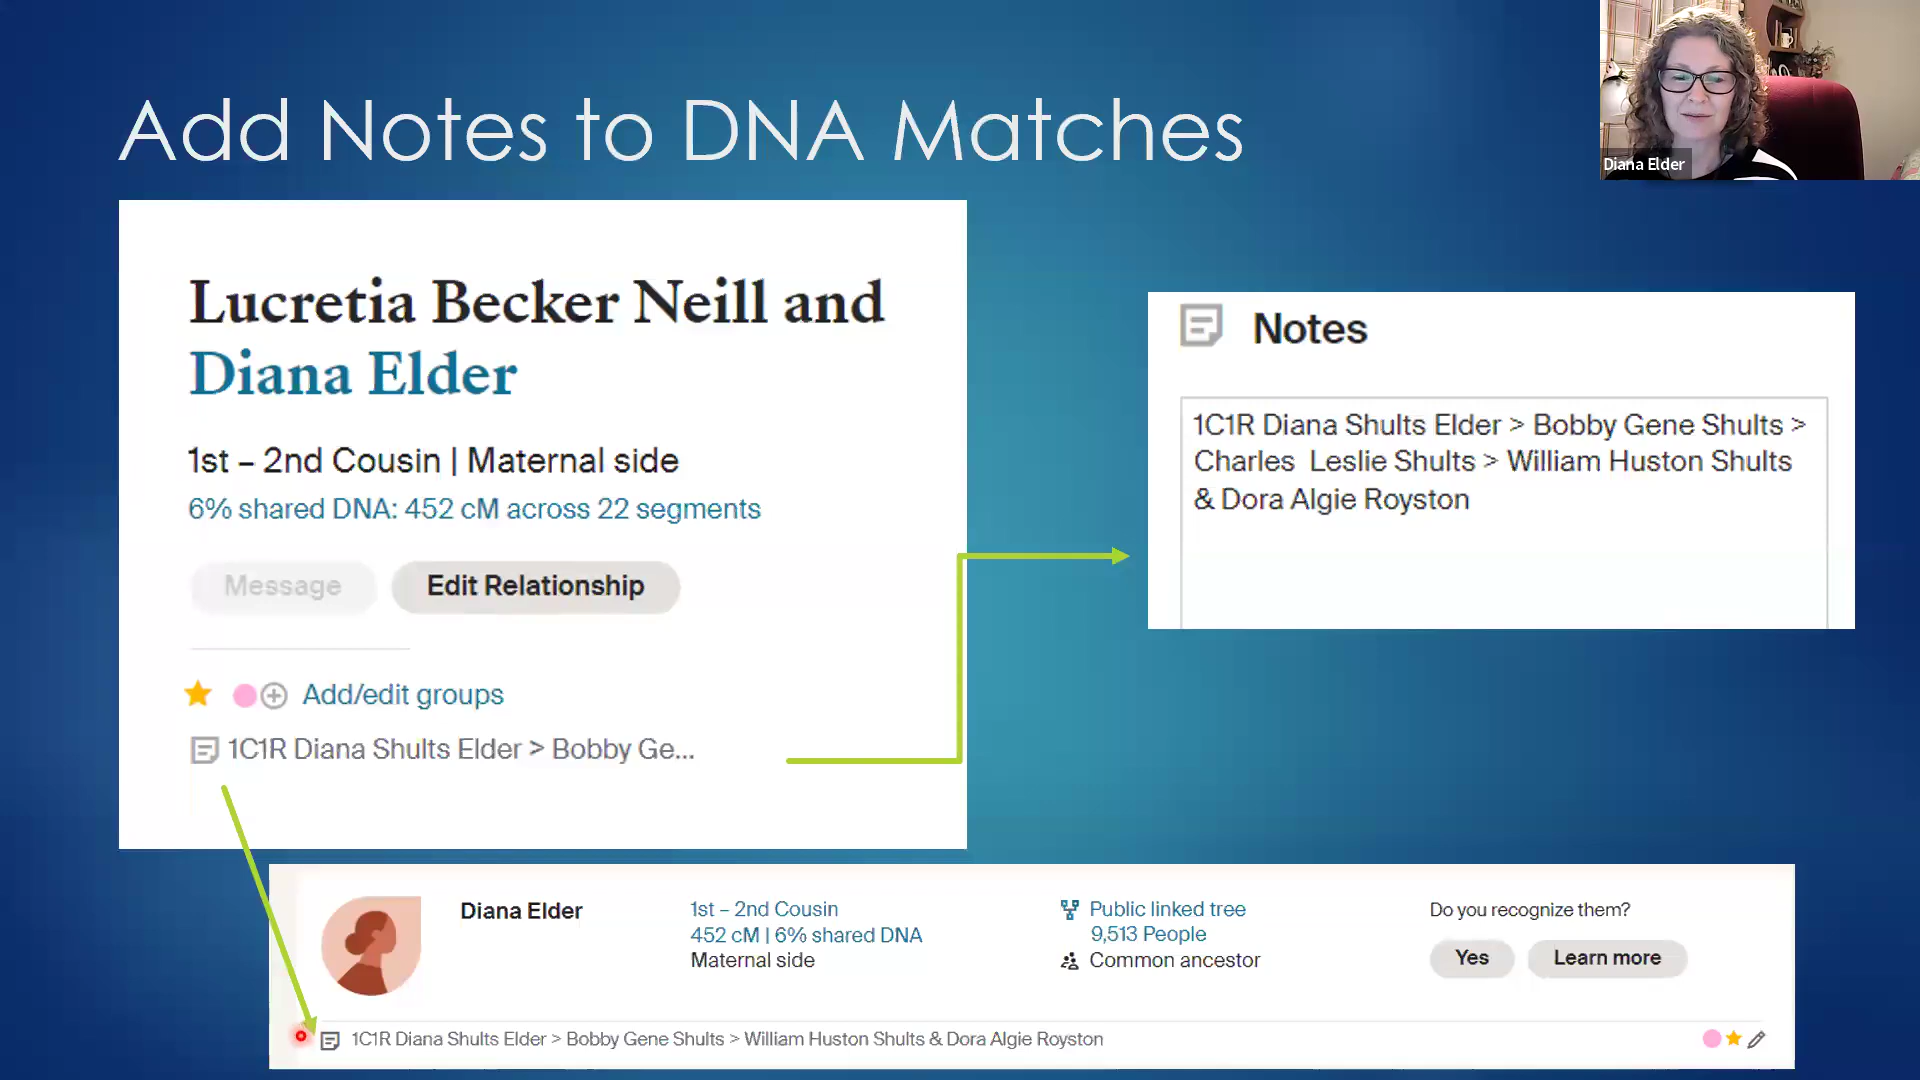 Add Notes to DNA Matches
Diana Elder
Lucretia Becker Neill and
Diana Elder
1st – 2nd Cousin | Maternal side
6% shared DNA: 452 cM across 22 segments
Message
Edit Relationship
Add/edit groups
1C1R Diana Shults Elder > Bobby Ge...
Notes
1C1R Diana Shults Elder > Bobby Gene Shults >
Charles Leslie Shults > William Huston Shults
& Dora Algie Royston
Diana Elder
1st – 2nd Cousin
452 cM | 6% shared DNA
Maternal side
Public linked tree
9,513 People
Common ancestor
Do you recognize them?
Yes
Learn more
1C1R Diana Shults Elder > Bobby Gene Shults > William Huston Shults & Dora Algie Royston